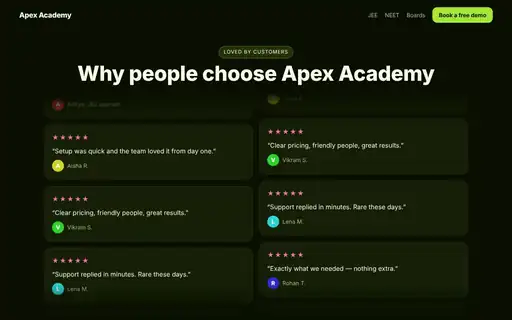 Apex Academy
JEE NEET Boards Book a free demo
LOVED BY CUSTOMERS
Why people choose Apex Academy
A
★★★★★
"Setup was quick and the team loved it from day one."
A Aisha R.
★★★★★
"Clear pricing, friendly people, great results."
V Vikram S.
★★★★★
"Support replied in minutes. Rare these days."
L Lena M.
★★★★★
"Clear pricing, friendly people, great results."
V Vikram S.
★★★★★
"Support replied in minutes. Rare these days."
L Lena M.
★★★★★
"Exactly what we needed — nothing extra."
R Rohan T.